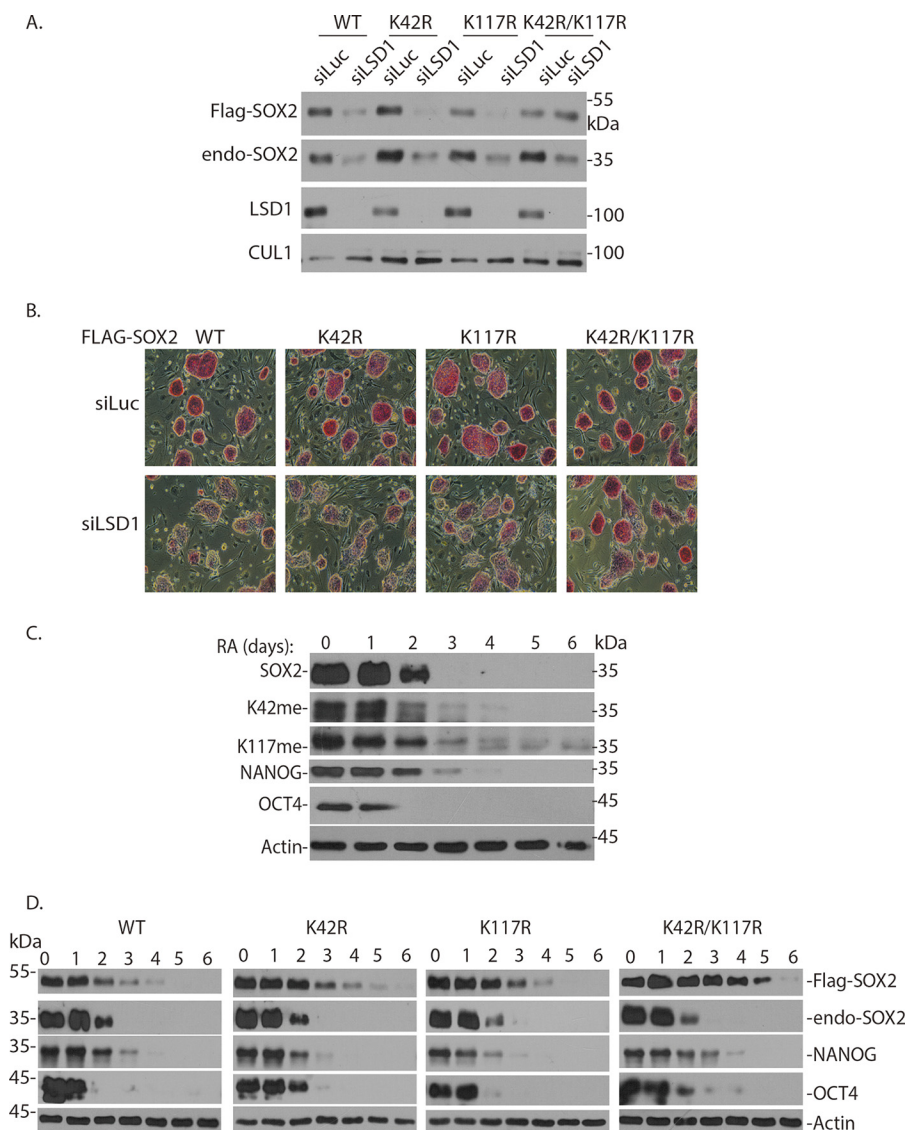 A.
WT K42R K117R K42R/K117R
siLuc siLSD1 siLuc siLSD1 siLuc siLSD1 siLuc siLSD1
Flag-SOX2 -55
kDa
endo-SOX2 -35
LSD1 -100
CUL1 -100
B.
FLAG-SOX2 WT K42R K117R K42R/K117R
siLuc
siLSD1
C.
RA (days): 0 1 2 3 4 5 6 kDa
SOX2- -35
K42me- -35
K117me- -35
NANOG- -35
OCT4- -45
-45
Actin-
D.
WT K42R K117R K42R/K117R
kDa
0 1 2 3 4 5 6 0 1 2 3 4 5 6 0 1 2 3 4 5 6 0 1 2 3 4 5 6
55- -Flag-SOX2
35- -endo-SOX2
35- -NANOG
45- -OCT4
45- -Actin